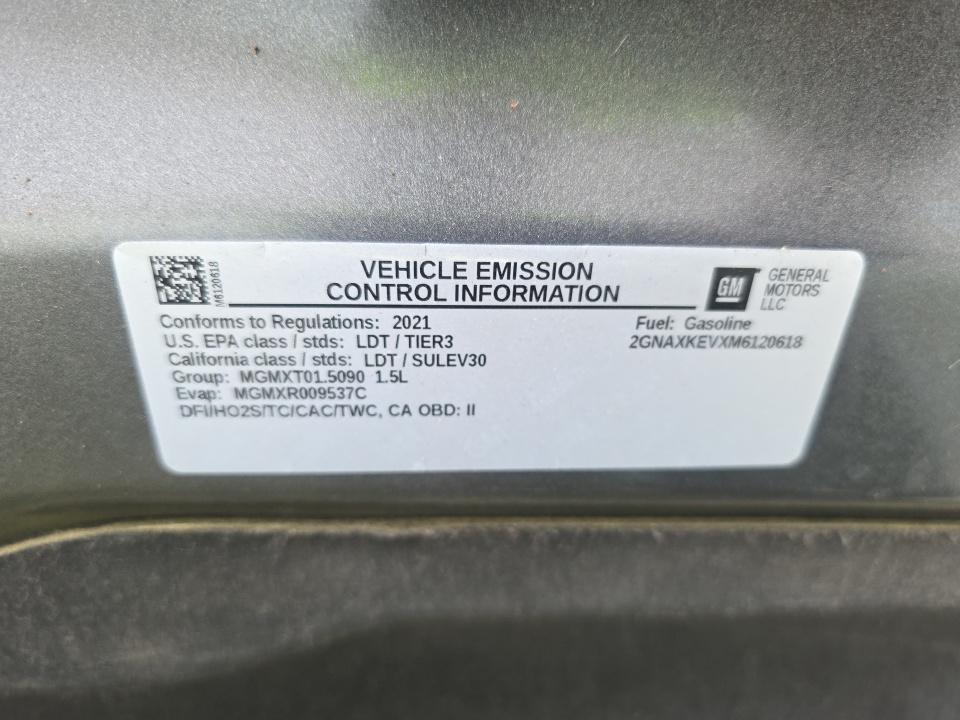 M6120618
VEHICLE EMISSION
CONTROL INFORMATION
GM
GENERAL
MOTORS
LLC
Conforms to Regulations: 2021
Fuel: Gasoline
U.S. EPA class / stds: LDT / TIER3
2GNAXKEVXM6120618
California class / stds: LDT / SULEV30
Group: MGMXT01.5090 1.5L
Evap: MGMXR009537C
DFI/HO2S/TC/CAC/TWC, CA OBD: II